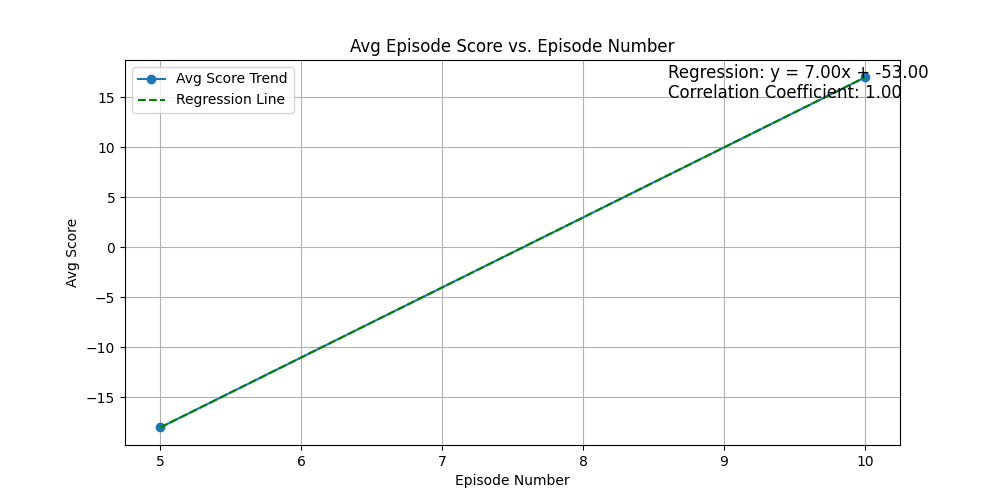 Avg Episode Score vs. Episode Number
Avg Score Trend
Regression Line
Regression: y = 7.00x + -53.00
Correlation Coefficient: 1.00
Avg Score
15
10
5
0
−5
−10
−15
5 6 7 8 9 10
Episode Number